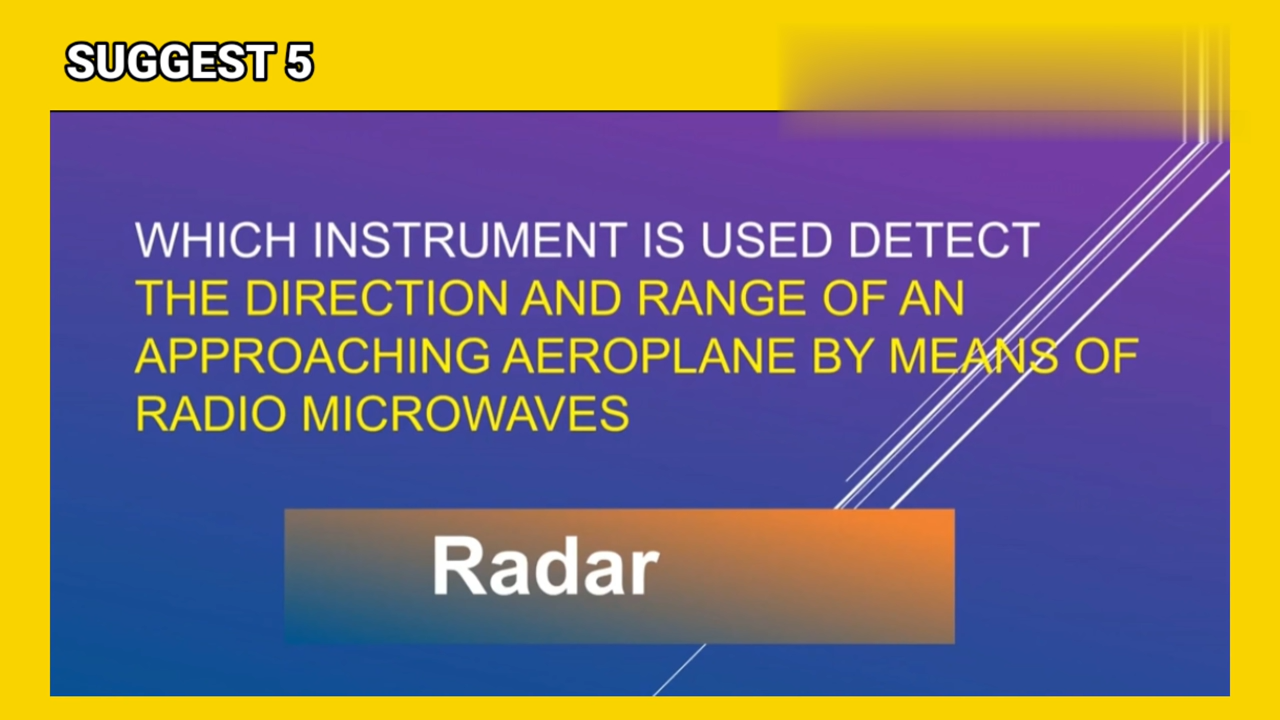 SUGGEST 5
WHICH INSTRUMENT IS USED DETECT
THE DIRECTION AND RANGE OF AN
APPROACHING AEROPLANE BY MEANS OF
RADIO MICROWAVES
Radar